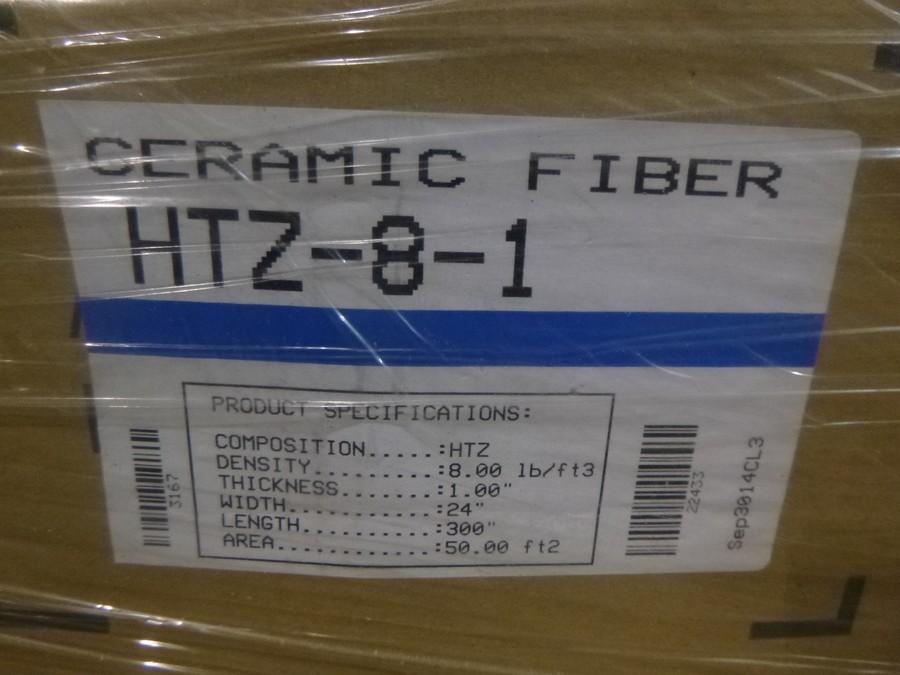 CERAMIC FIBER
HTZ-8-1
PRODUCT SPECIFICATIONS:
COMPOSITION.....:HTZ
DENSITY.........:8.00 lb/ft3
THICKNESS.......:1.00"
WIDTH...........:24"
LENGTH..........:300"
AREA............:50.00 ft2
3167
22433
Sep3014CL3